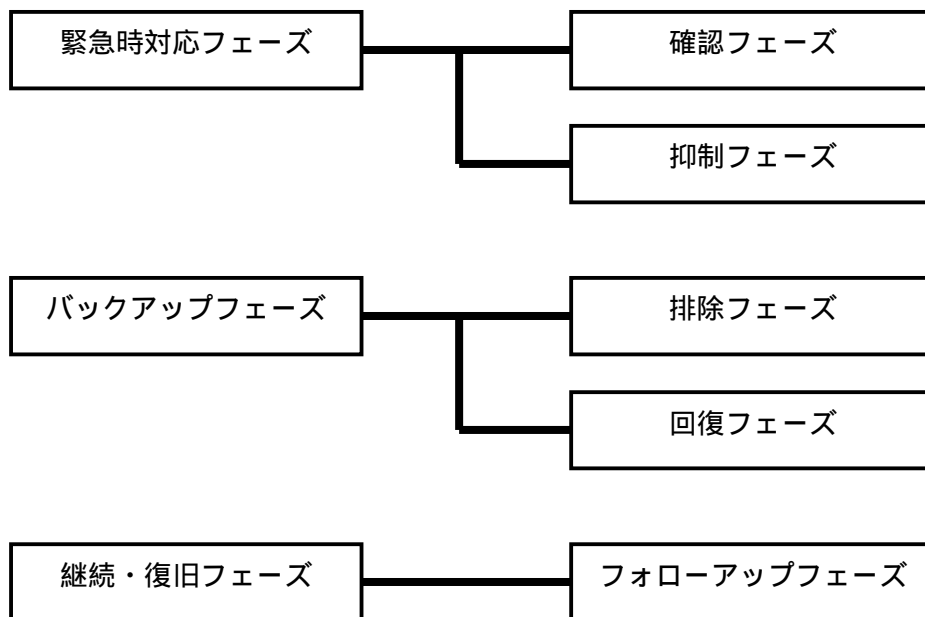 緊急時対応フェーズ
確認フェーズ
抑制フェーズ
バックアップフェーズ
排除フェーズ
回復フェーズ
継続・復旧フェーズ
フォローアップフェーズ